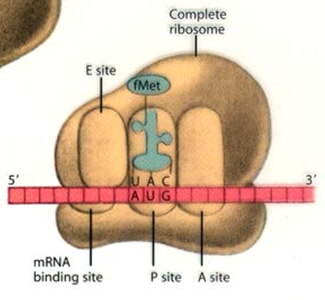 Complete
ribosome
E site
fMet
U A C
5′ 3′
A U G
mRNA
binding site
P site
A site